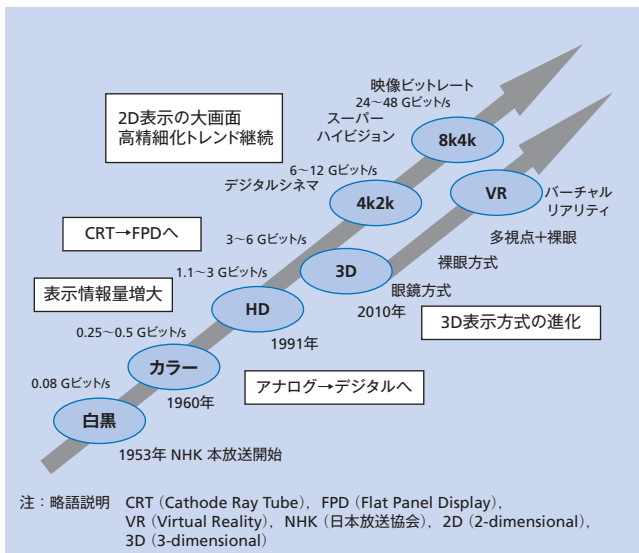 映像ビットレート
24～48 Gビット/s
スーパー
ハイビジョン
8k4k
2D表示の大画面
高精細化トレンド継続
6～12 Gビット/s
デジタルシネマ
4k2k
VR
バーチャル
リアリティ
多視点＋裸眼
CRT→FPDへ
3～6 Gビット/s
3D
裸眼方式
眼鏡方式
2010年
1.1～3 Gビット/s
表示情報量増大
HD
1991年
3D表示方式の進化
0.25～0.5 Gビット/s
カラー
1960年
アナログ→デジタルへ
0.08 Gビット/s
白黒
1953年 NHK 本放送開始
注：略語説明　CRT（Cathode Ray Tube），FPD（Flat Panel Display），
VR（Virtual Reality），NHK（日本放送協会），2D（2-dimensional），
3D（3-dimensional）